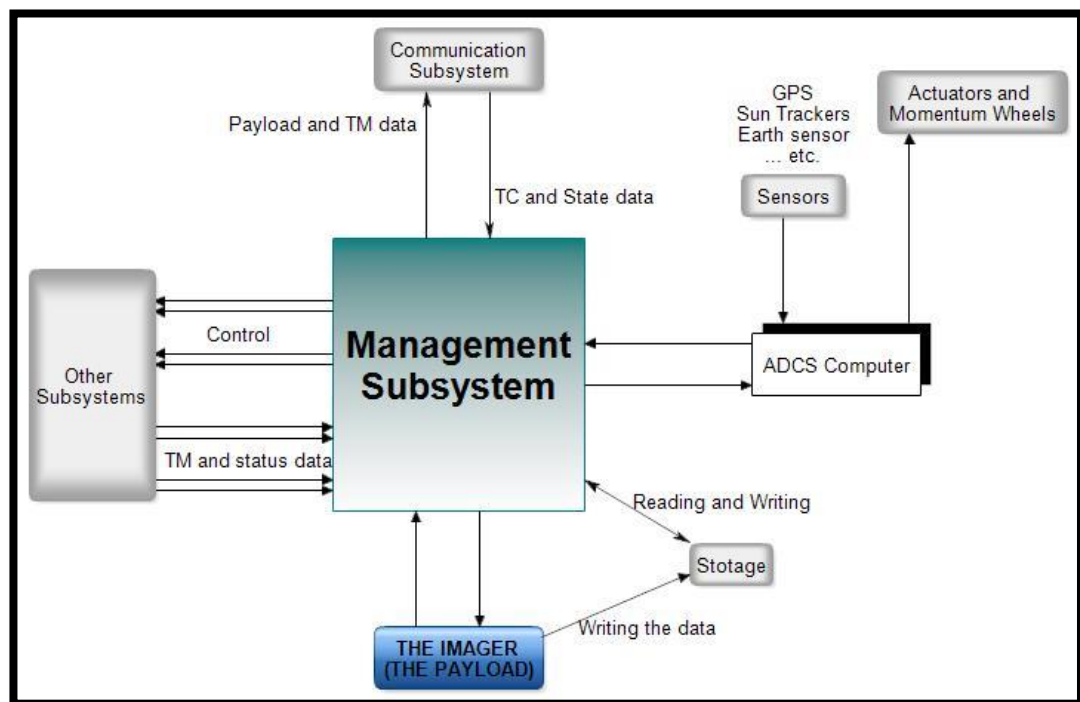 Communication
Subsystem
GPS
Sun Trackers
Earth sensor
... etc.
Actuators and
Momentum Wheels
Payload and TM data
TC and State data
Sensors
Management
Subsystem
Control
Other
Subsystems
ADCS Computer
TM and status data
Reading and Writing
Stotage
Writing the data
THE IMAGER
(THE PAYLOAD)